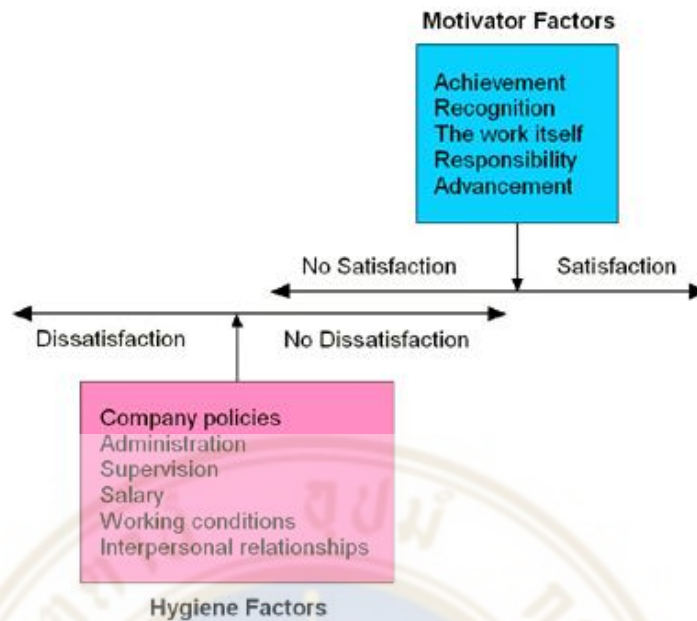 Motivator Factors
Achievement
Recognition
The work itself
Responsibility
Advancement
No Satisfaction
Satisfaction
Dissatisfaction
No Dissatisfaction
Company policies
Administration
Supervision
Salary
Working conditions
Interpersonal relationships
Hygiene Factors